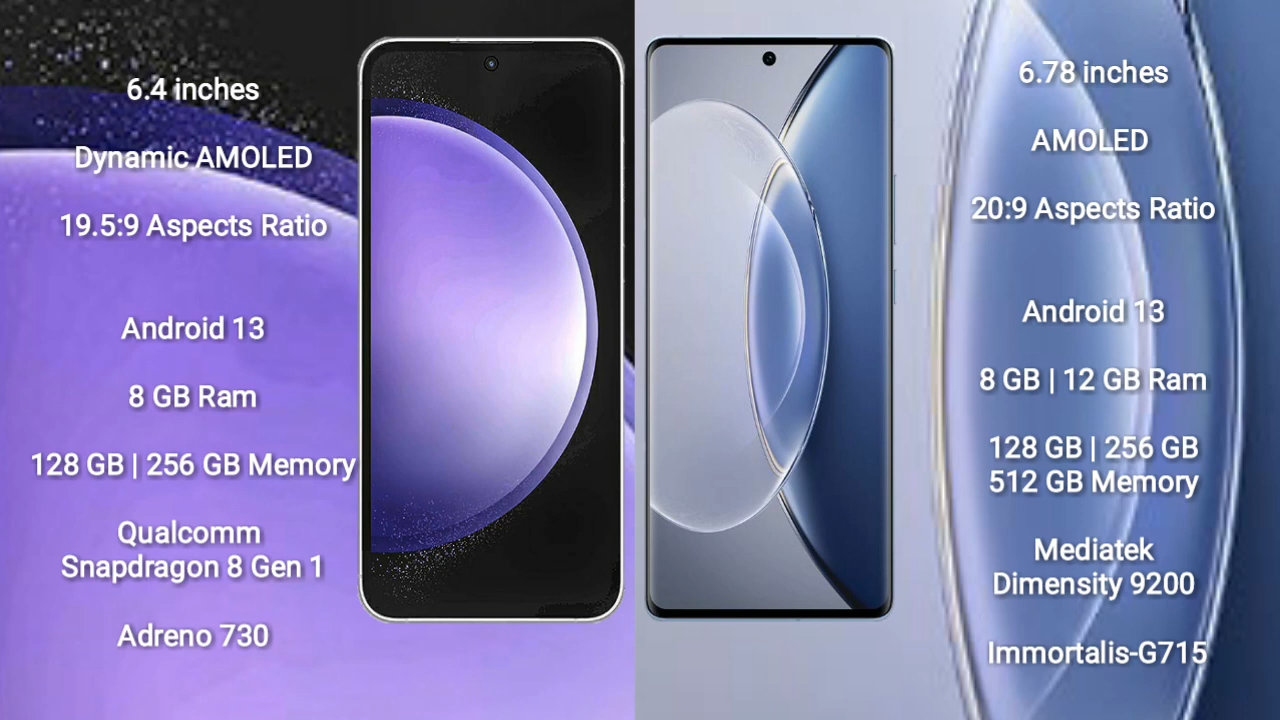 6.4 inches
Dynamic AMOLED
19.5:9 Aspects Ratio
Android 13
8 GB Ram
128 GB | 256 GB Memory
Qualcomm
Snapdragon 8 Gen 1
Adreno 730
6.78 inches
AMOLED
20:9 Aspects Ratio
Android 13
8 GB | 12 GB Ram
128 GB | 256 GB
512 GB Memory
Mediatek
Dimensity 9200
Immortalis-G715